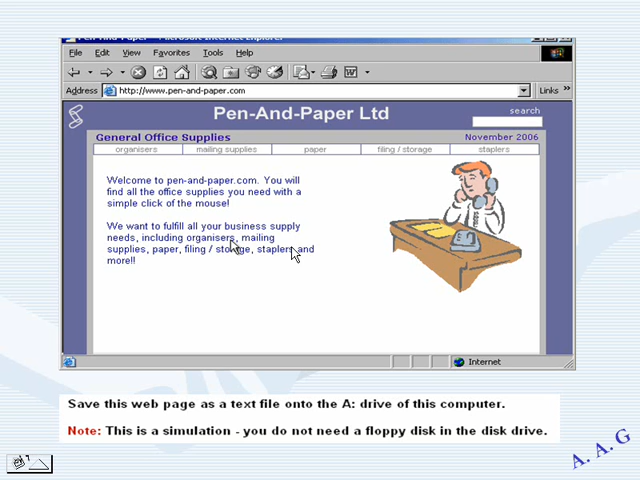 Pen-And-Paper - Microsoft Internet Explorer
File Edit View Favorites Tools Help
Address http://www.pen-and-paper.com Links »
Pen-And-Paper Ltd
search
General Office Supplies November 2006
organisers mailing supplies paper filing / storage staplers
Welcome to pen-and-paper.com. You will
find all the office supplies you need with a
simple click of the mouse!
We want to fulfill all your business supply
needs, including organisers, mailing
supplies, paper, filing / storage, staplers and
more!!
Internet
Save this web page as a text file onto the A: drive of this computer.
Note: This is a simulation - you do not need a floppy disk in the disk drive.
A. A. G